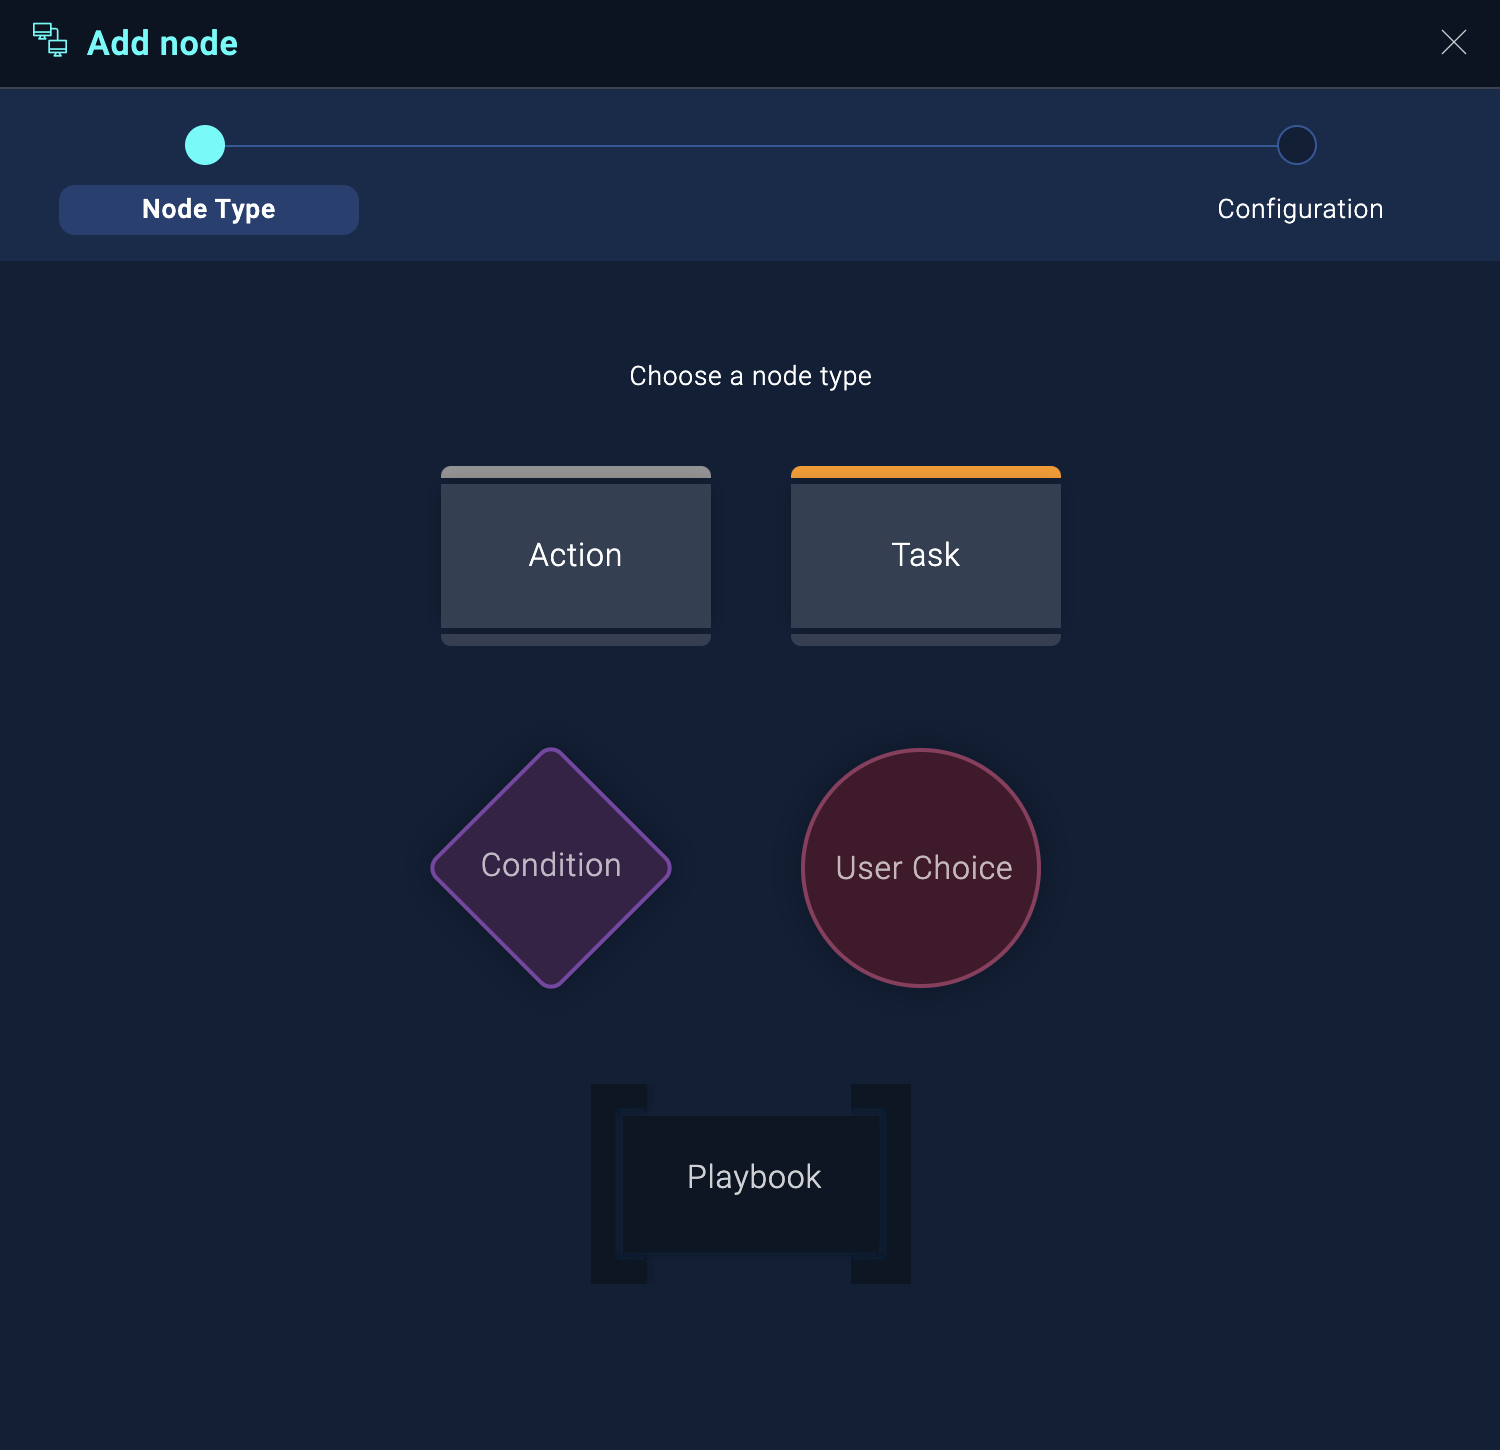 Add node
Node Type
Configuration
Choose a node type
Action
Task
Condition
User Choice
Playbook